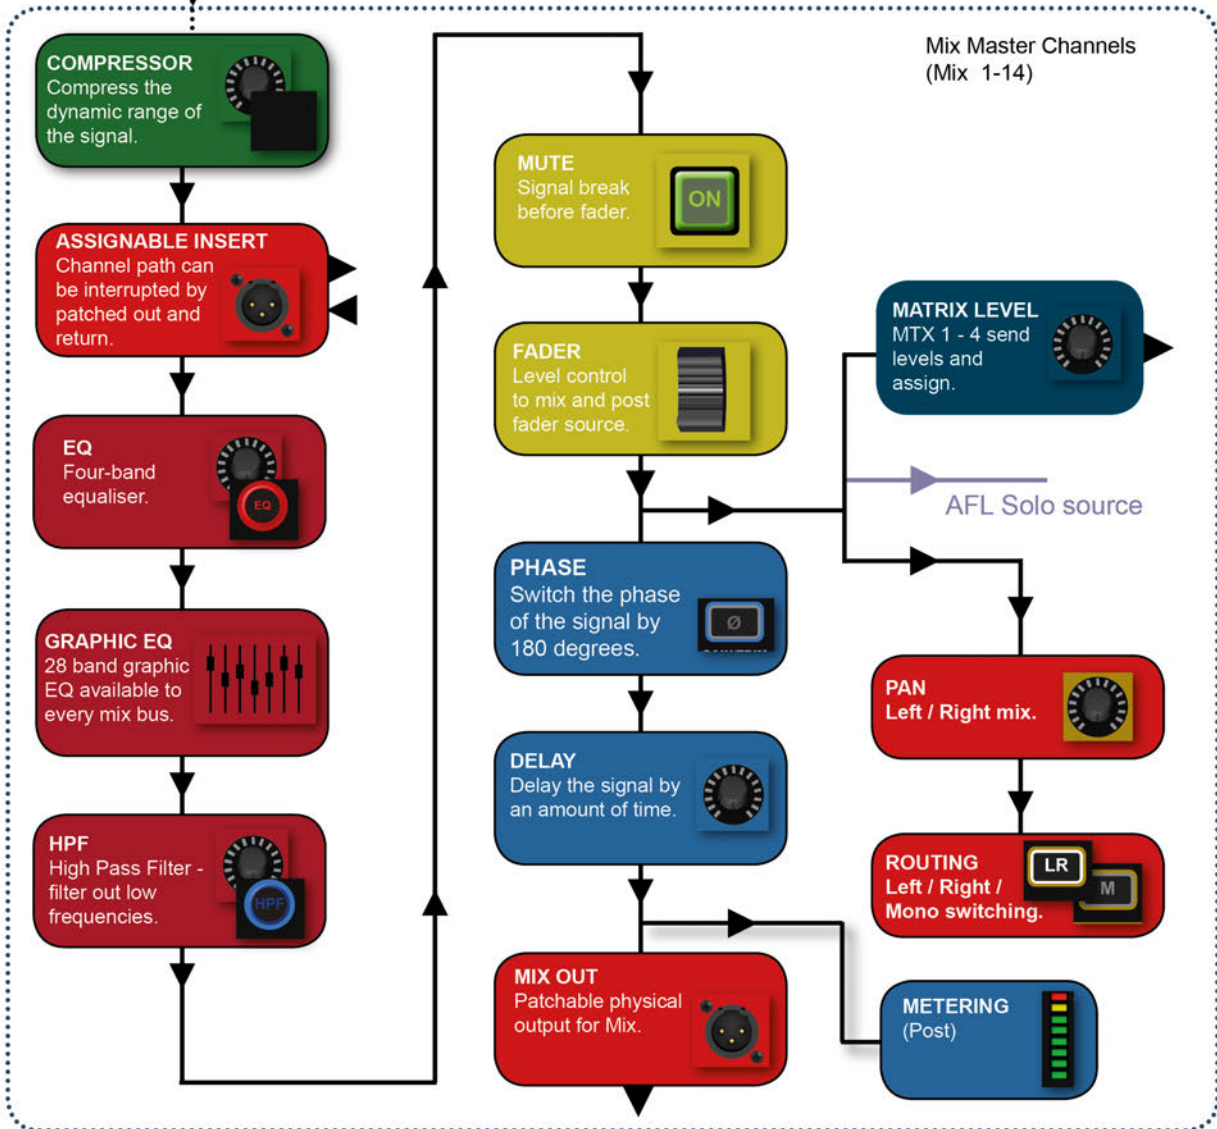 Mix Master Channels
(Mix 1-14)
COMPRESSOR
Compress the
dynamic range of
the signal.
ASSIGNABLE INSERT
Channel path can
be interrupted by
patched out and
return.
EQ
Four-band
equaliser.
EQ
GRAPHIC EQ
28 band graphic
EQ available to
every mix bus.
HPF
High Pass Filter -
filter out low
frequencies.
HPF
MUTE
Signal break
before fader.
ON
FADER
Level control
to mix and post
fader source.
PHASE
Switch the phase
of the signal by
180 degrees.
Ø
DELAY
Delay the signal by
an amount of time.
MIX OUT
Patchable physical
output for Mix.
MATRIX LEVEL
MTX 1 - 4 send
levels and
assign.
AFL Solo source
PAN
Left / Right mix.
ROUTING
Left / Right /
Mono switching.
LR
M
METERING
(Post)